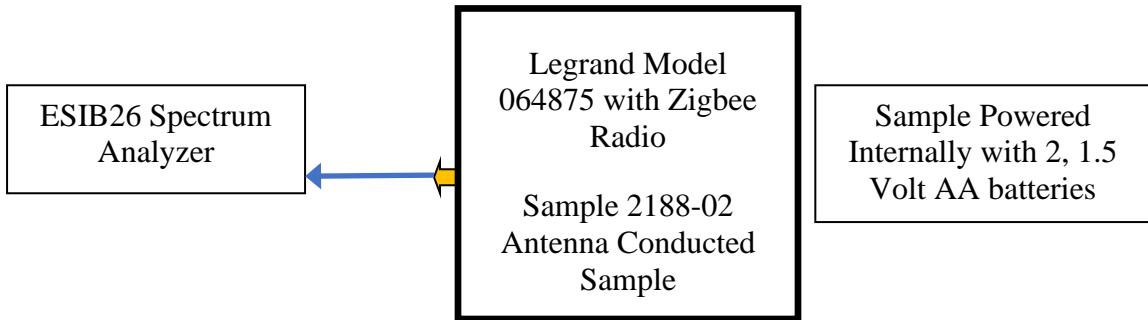 ESIB26 Spectrum
Analyzer
Legrand Model
064875 with Zigbee
Radio
Sample 2188-02
Antenna Conducted
Sample
Sample Powered
Internally with 2, 1.5
Volt AA batteries